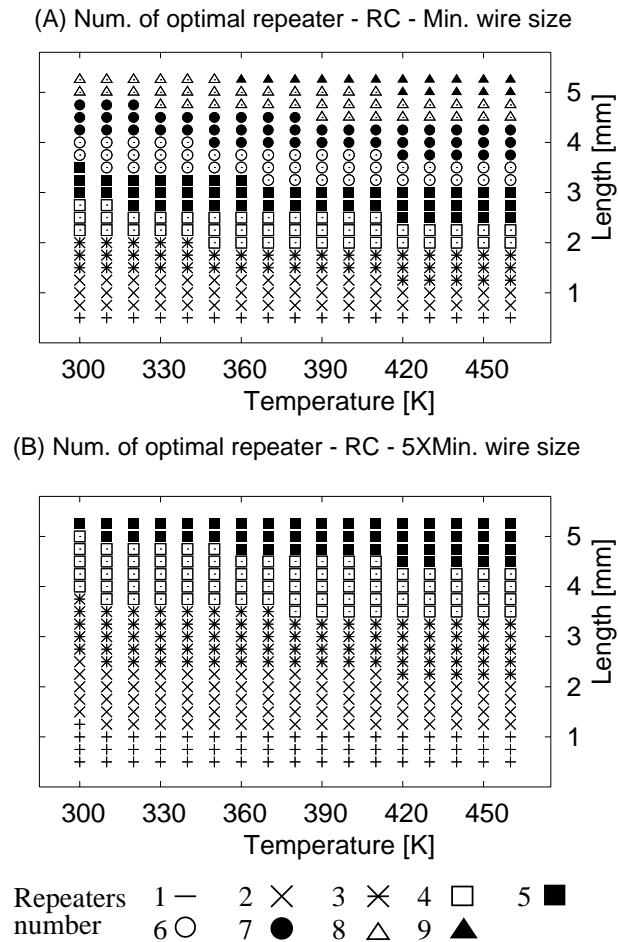 (A) Num. of optimal repeater - RC - Min. wire size
5
4
3
2
1
Length [mm]
300 330 360 390 420 450
Temperature [K]
(B) Num. of optimal repeater - RC - 5XMin. wire size
5
4
3
2
1
Length [mm]
300 330 360 390 420 450
Temperature [K]
Repeaters 1 2 3 4 5
number 6 7 8 9